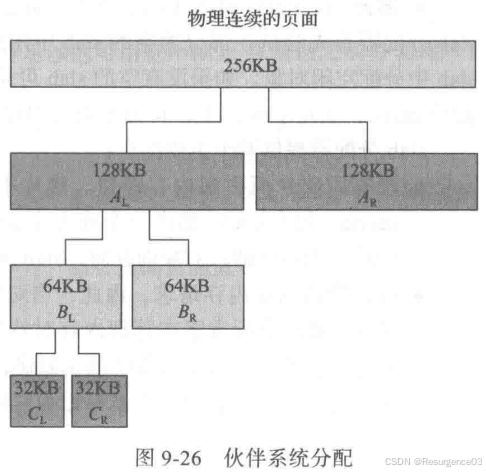 物理连续的页面
256KB
128KB
A_L
128KB
A_R
64KB
B_L
64KB
B_R
32KB
C_L
32KB
C_R
图 9-26 伙伴系统分配
CSDN @Resurgence03